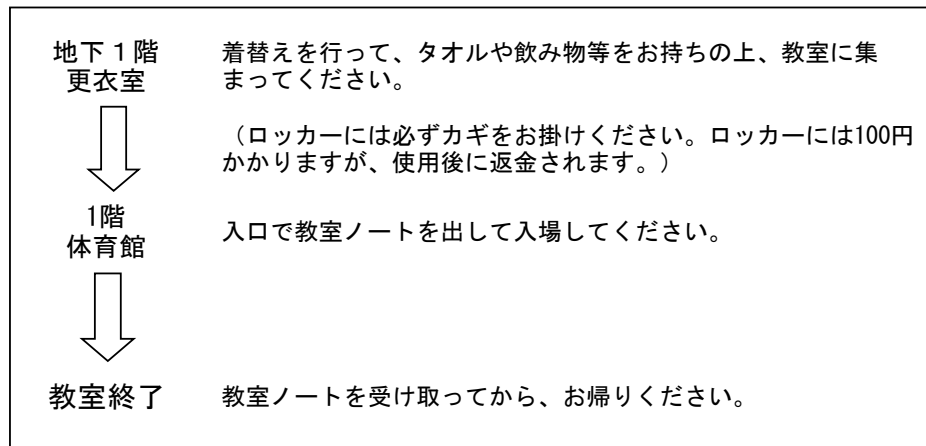 地下１階
更衣室
着替えを行って、タオルや飲み物等をお持ちの上、教室に集
まってください。
（ロッカーには必ずカギをお掛けください。ロッカーには100円
かかりますが、使用後に返金されます。）
1階
体育館
入口で教室ノートを出して入場してください。
教室終了
教室ノートを受け取ってから、お帰りください。